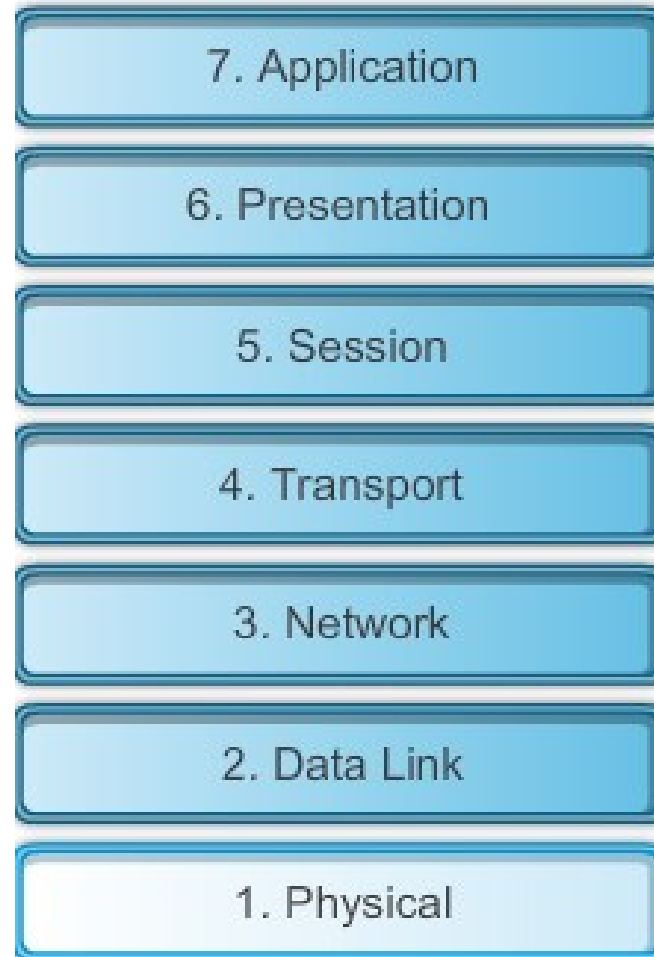 7. Application
6. Presentation
5. Session
4. Transport
3. Network
2. Data Link
1. Physical